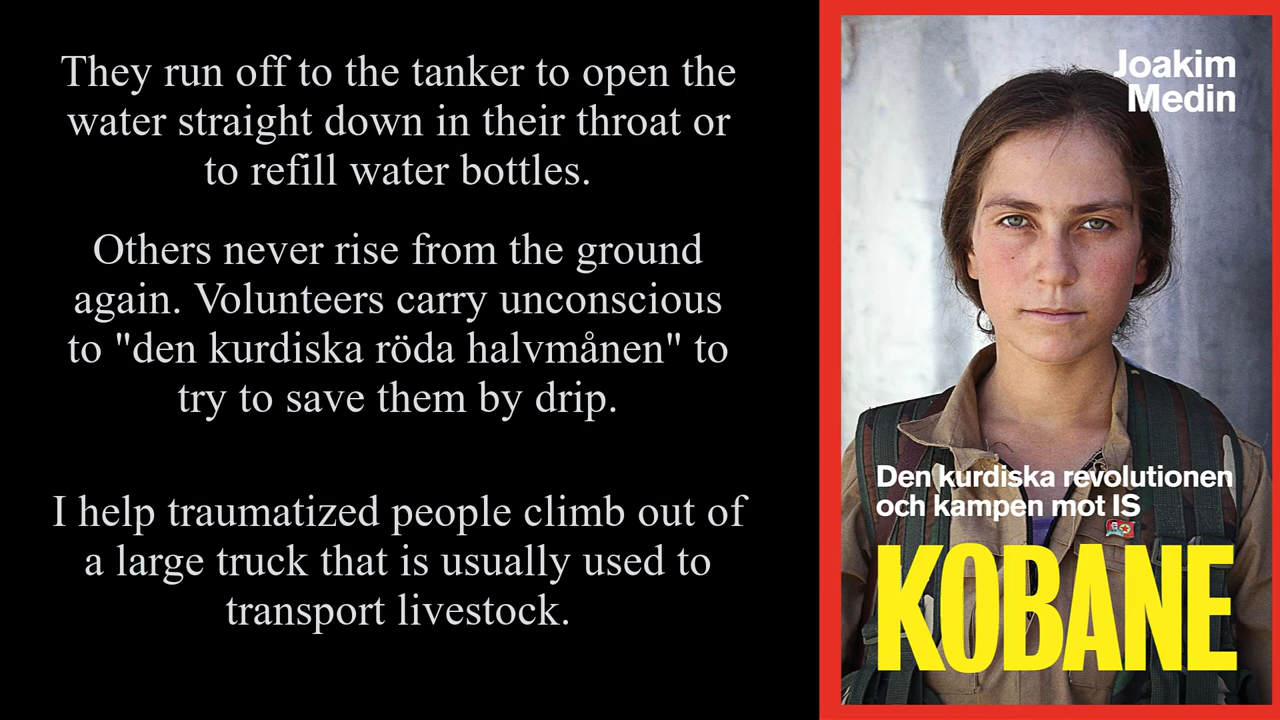 They run off to the tanker to open the
water straight down in their throat or
to refill water bottles.
Others never rise from the ground
again. Volunteers carry unconscious
to "den kurdiska röda halvmånen" to
try to save them by drip.
I help traumatized people climb out of
a large truck that is usually used to
transport livestock.
Joakim
Medin
Den kurdiska revolutionen
och kampen mot IS
KOBANE